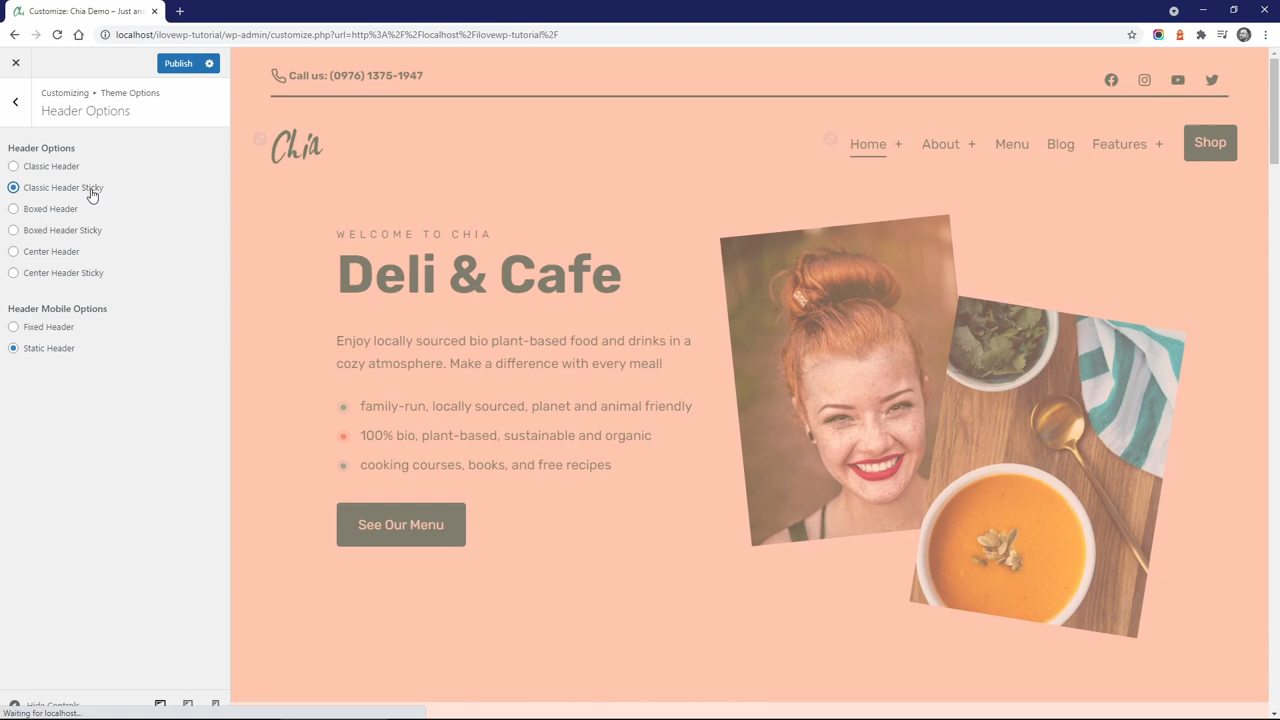 Customize: Chia Demo – Just ano
localhost/ilovewp-tutorial/wp-admin/customize.php?url=http%3A%2F%2Flocalhost%2Filovewp-tutorial%2F
Publish
Customizing ▸ Theme Options
Header Options
Header Options
Classic Header
Classic Header Sticky
Boxed Header
Boxed Header Sticky
Center Header
Center Header Sticky
Header Mobile Options
Fixed Header
Static Header
Hide Controls
Waiting for localhost...
Call us: (0976) 1375-1947
Chia
Home + About + Menu Blog Features + Shop
WELCOME TO CHIA
Deli & Cafe
Enjoy locally sourced bio plant-based food and drinks in a
cozy atmosphere. Make a difference with every meal!
family-run, locally sourced, planet and animal friendly
100% bio, plant-based, sustainable and organic
cooking courses, books, and free recipes
See Our Menu